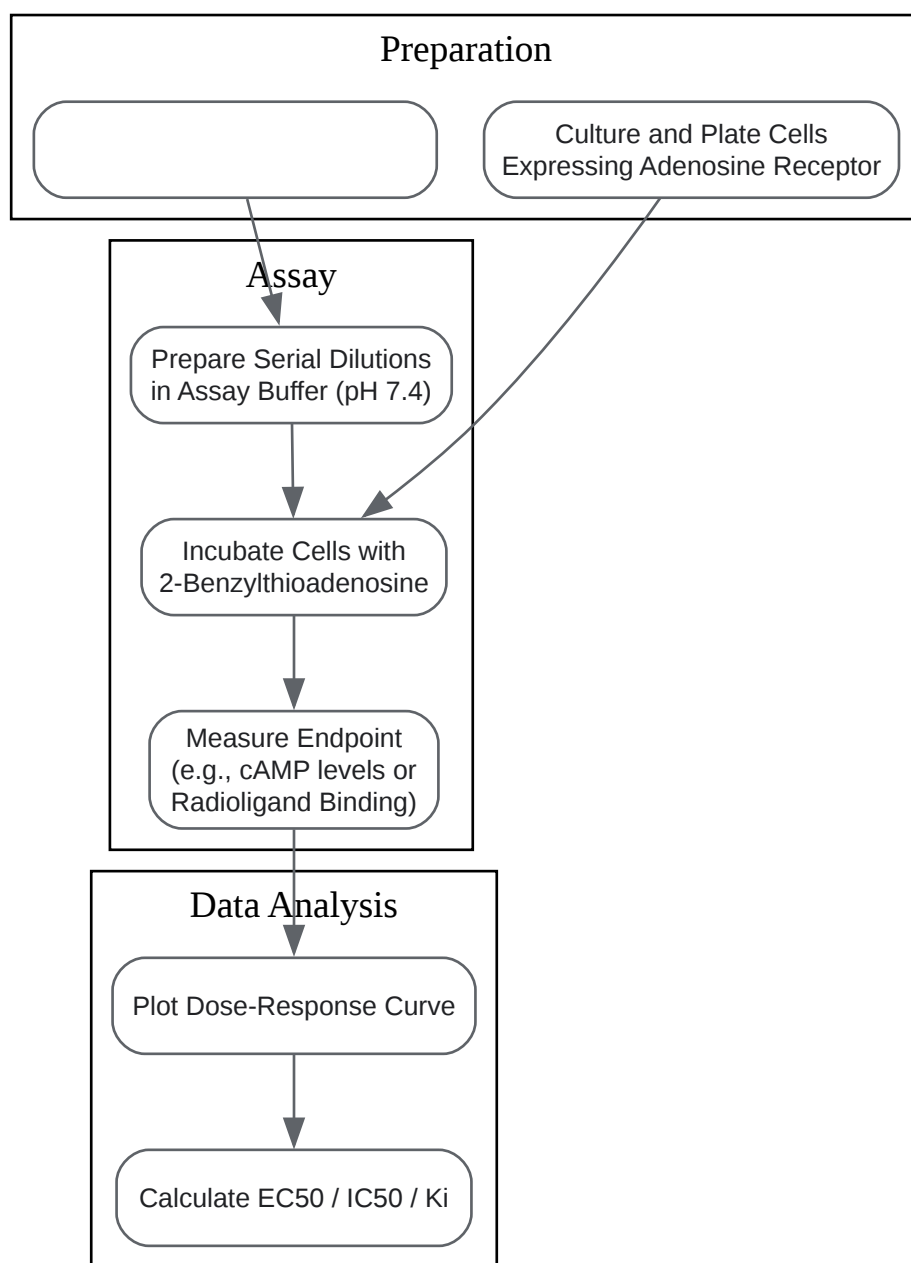 Preparation
Culture and Plate Cells
Expressing Adenosine Receptor
Assay
Prepare Serial Dilutions
in Assay Buffer (pH 7.4)
Incubate Cells with
2-Benzylthioadenosine
Measure Endpoint
(e.g., cAMP levels or
Radioligand Binding)
Data Analysis
Plot Dose-Response Curve
Calculate EC50 / IC50 / Ki